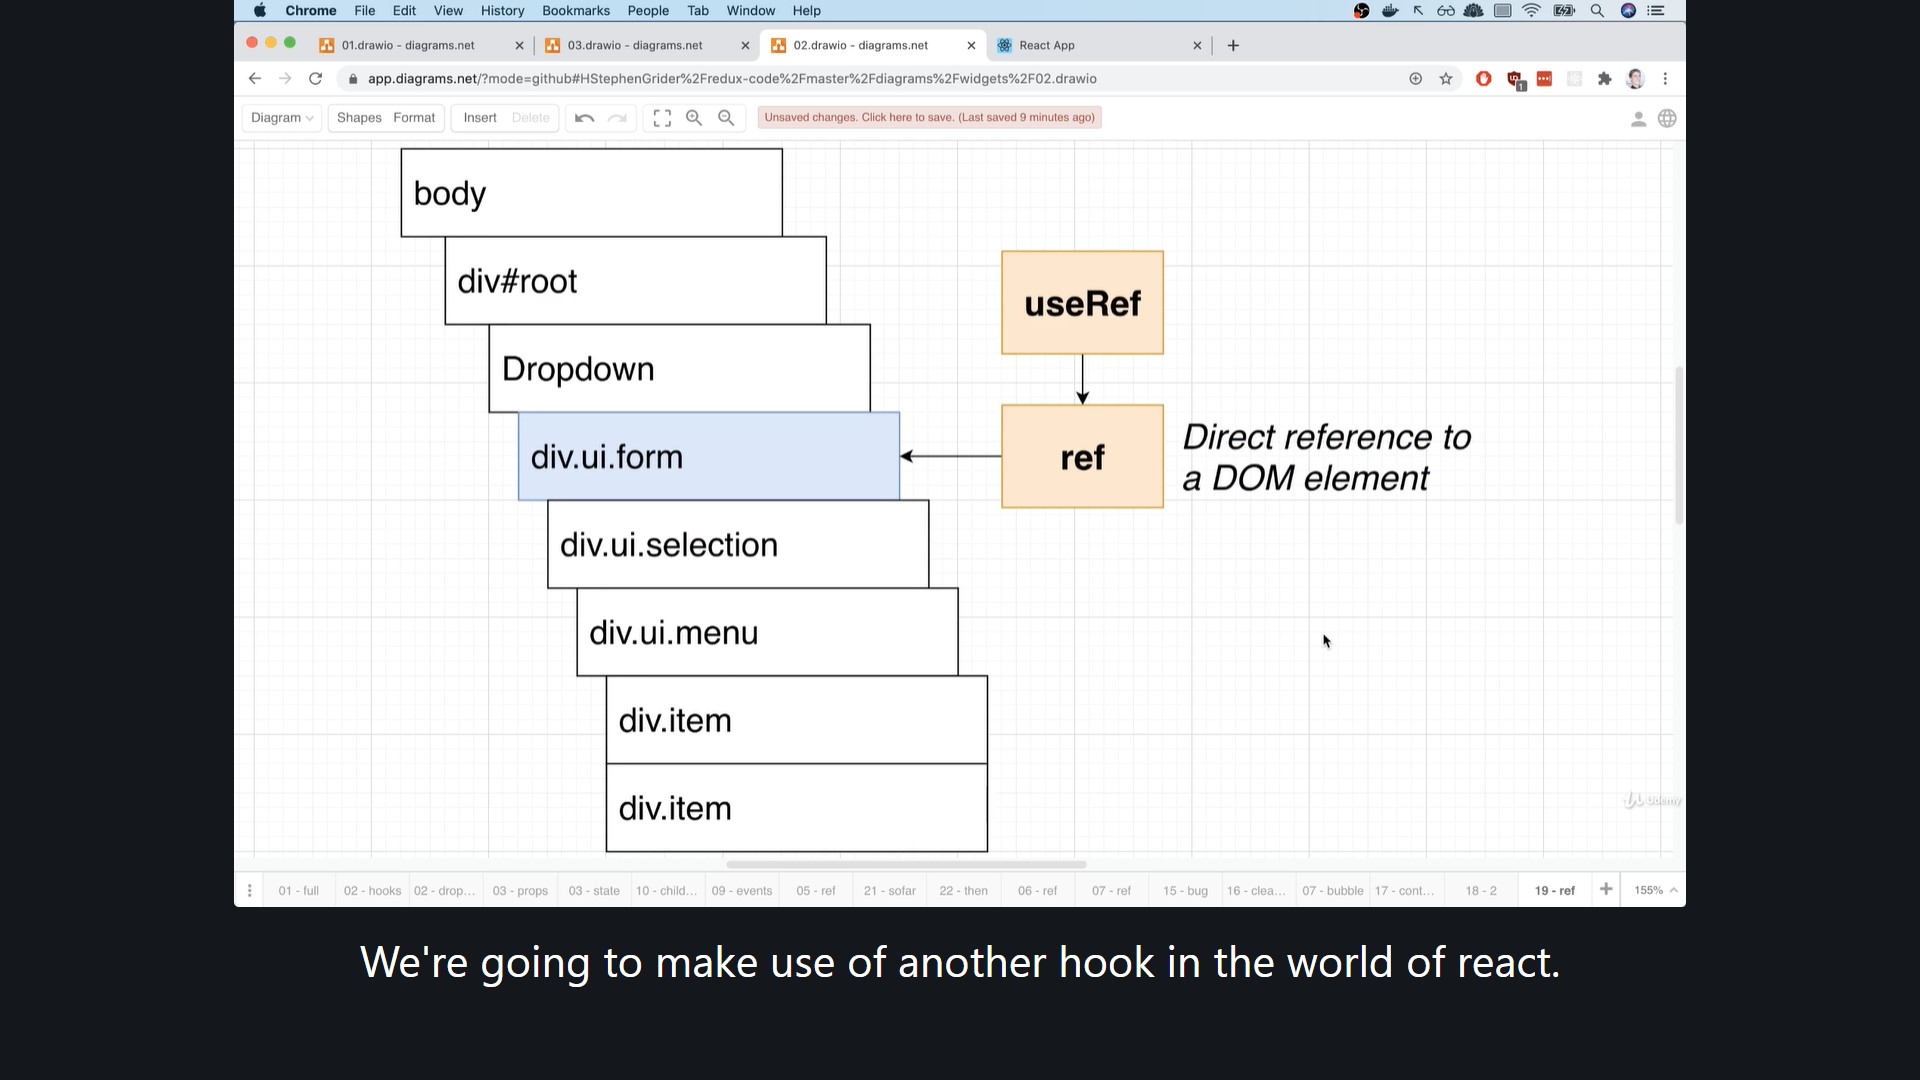 Chrome File Edit View History Bookmarks People Tab Window Help
01.drawio - diagrams.net
03.drawio - diagrams.net
02.drawio - diagrams.net
React App
app.diagrams.net/?mode=github#HStephenGrider%2Fredux-code%2Fmaster%2Fdiagrams%2Fwidgets%2F02.drawio
1
Diagram Shapes Format Insert Delete
Unsaved changes. Click here to save. (Last saved 9 minutes ago)
body
div#root
Dropdown
div.ui.form
div.ui.selection
div.ui.menu
div.item
div.item
useRef
ref
Direct reference to
a DOM element
Udemy
01 - full 02 - hooks 02 - drop... 03 - props 03 - state 10 - child... 09 - events 05 - ref 21 - sofar 22 - then 06 - ref 07 - ref 15 - bug 16 - clea... 07 - bubble 17 - cont... 18 - 2 19 - ref 155%
We're going to make use of another hook in the world of react.